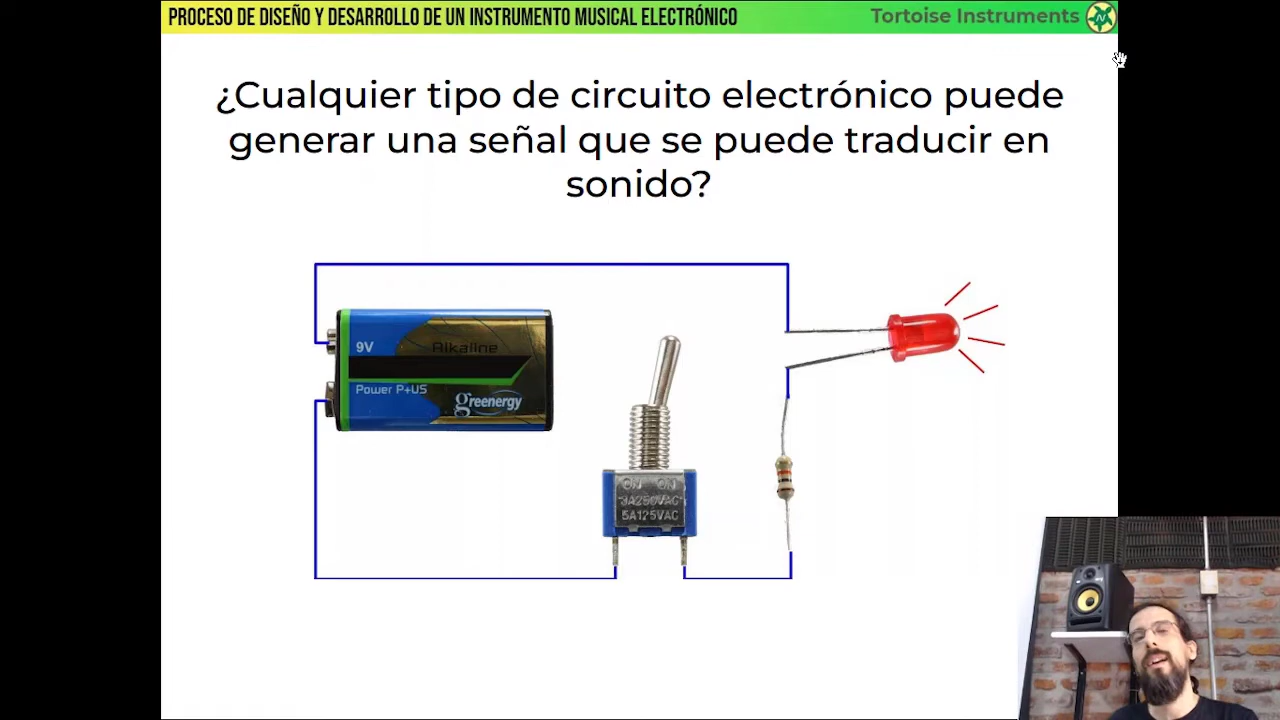 PROCESO DE DISEÑO Y DESARROLLO DE UN INSTRUMENTO MUSICAL ELECTRÓNICO
Tortoise Instruments
¿Cualquier tipo de circuito electrónico puede
generar una señal que se puede traducir en
sonido?
9V
Alkaline
Power P+US
greenergy
ON ON
3A250VAC
5A125VAC